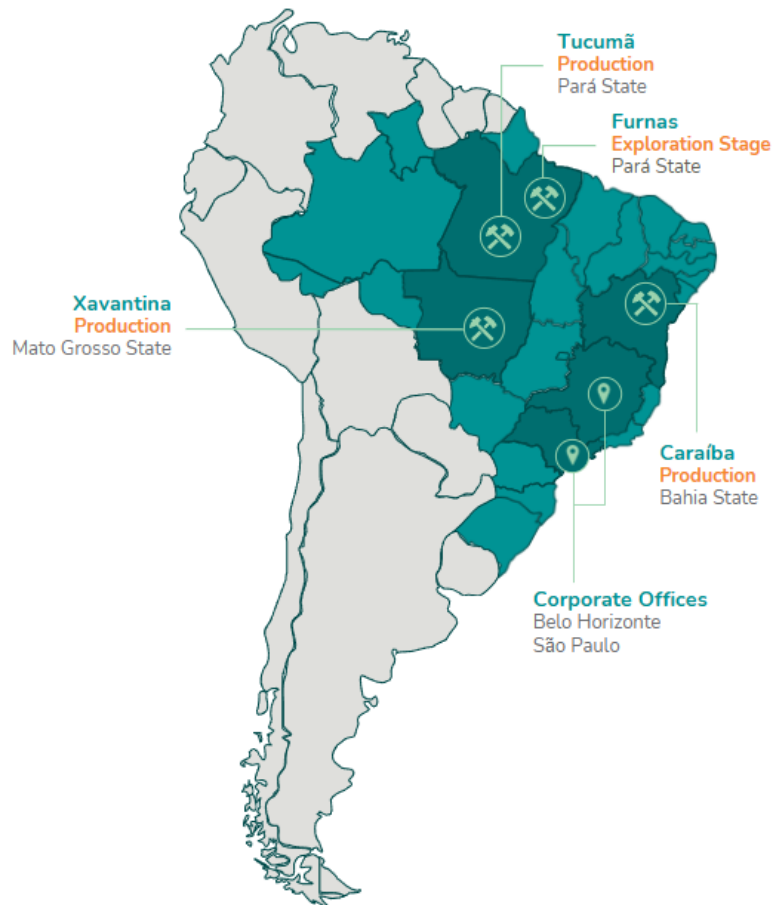 Tucumã
Production
Pará State
Furnas
Exploration Stage
Pará State
Xavantina
Production
Mato Grosso State
Caraíba
Production
Bahia State
Corporate Offices
Belo Horizonte
São Paulo